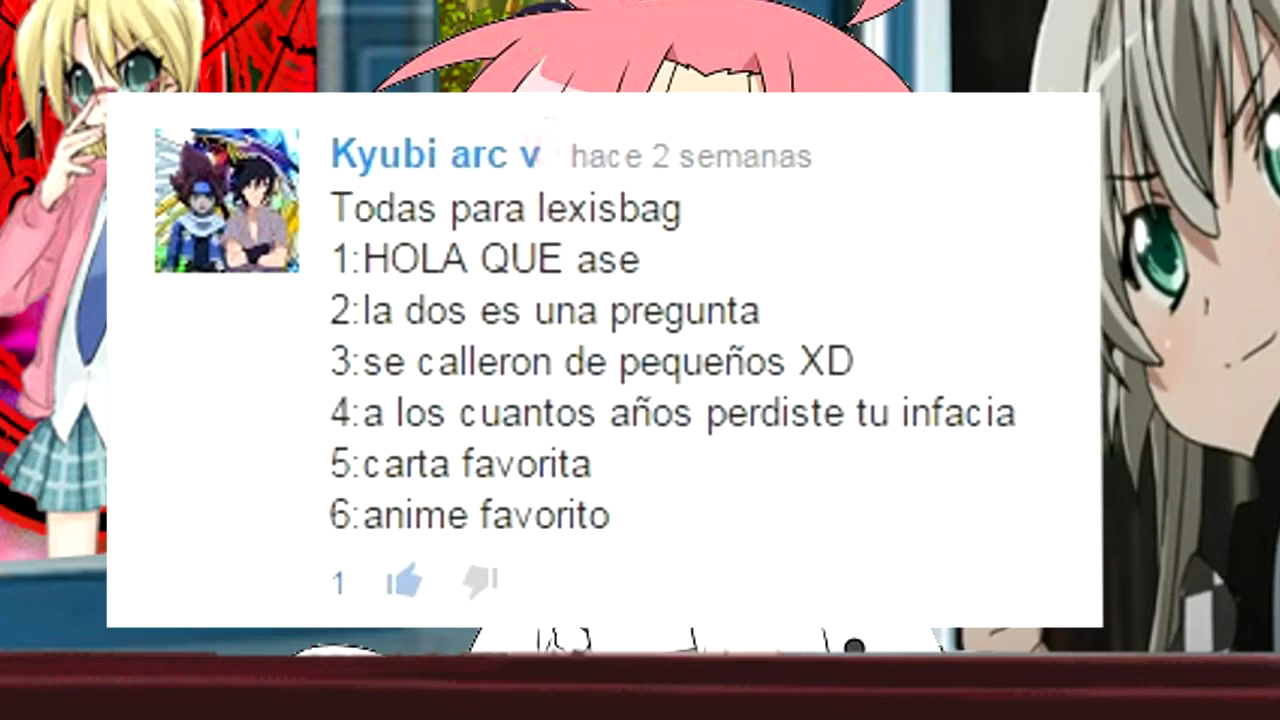 Kyubi arc v hace 2 semanas
Todas para lexisbag
1:HOLA QUE ase
2:la dos es una pregunta
3:se calleron de pequeños XD
4:a los cuantos años perdiste tu infacia
5:carta favorita
6:anime favorito
1